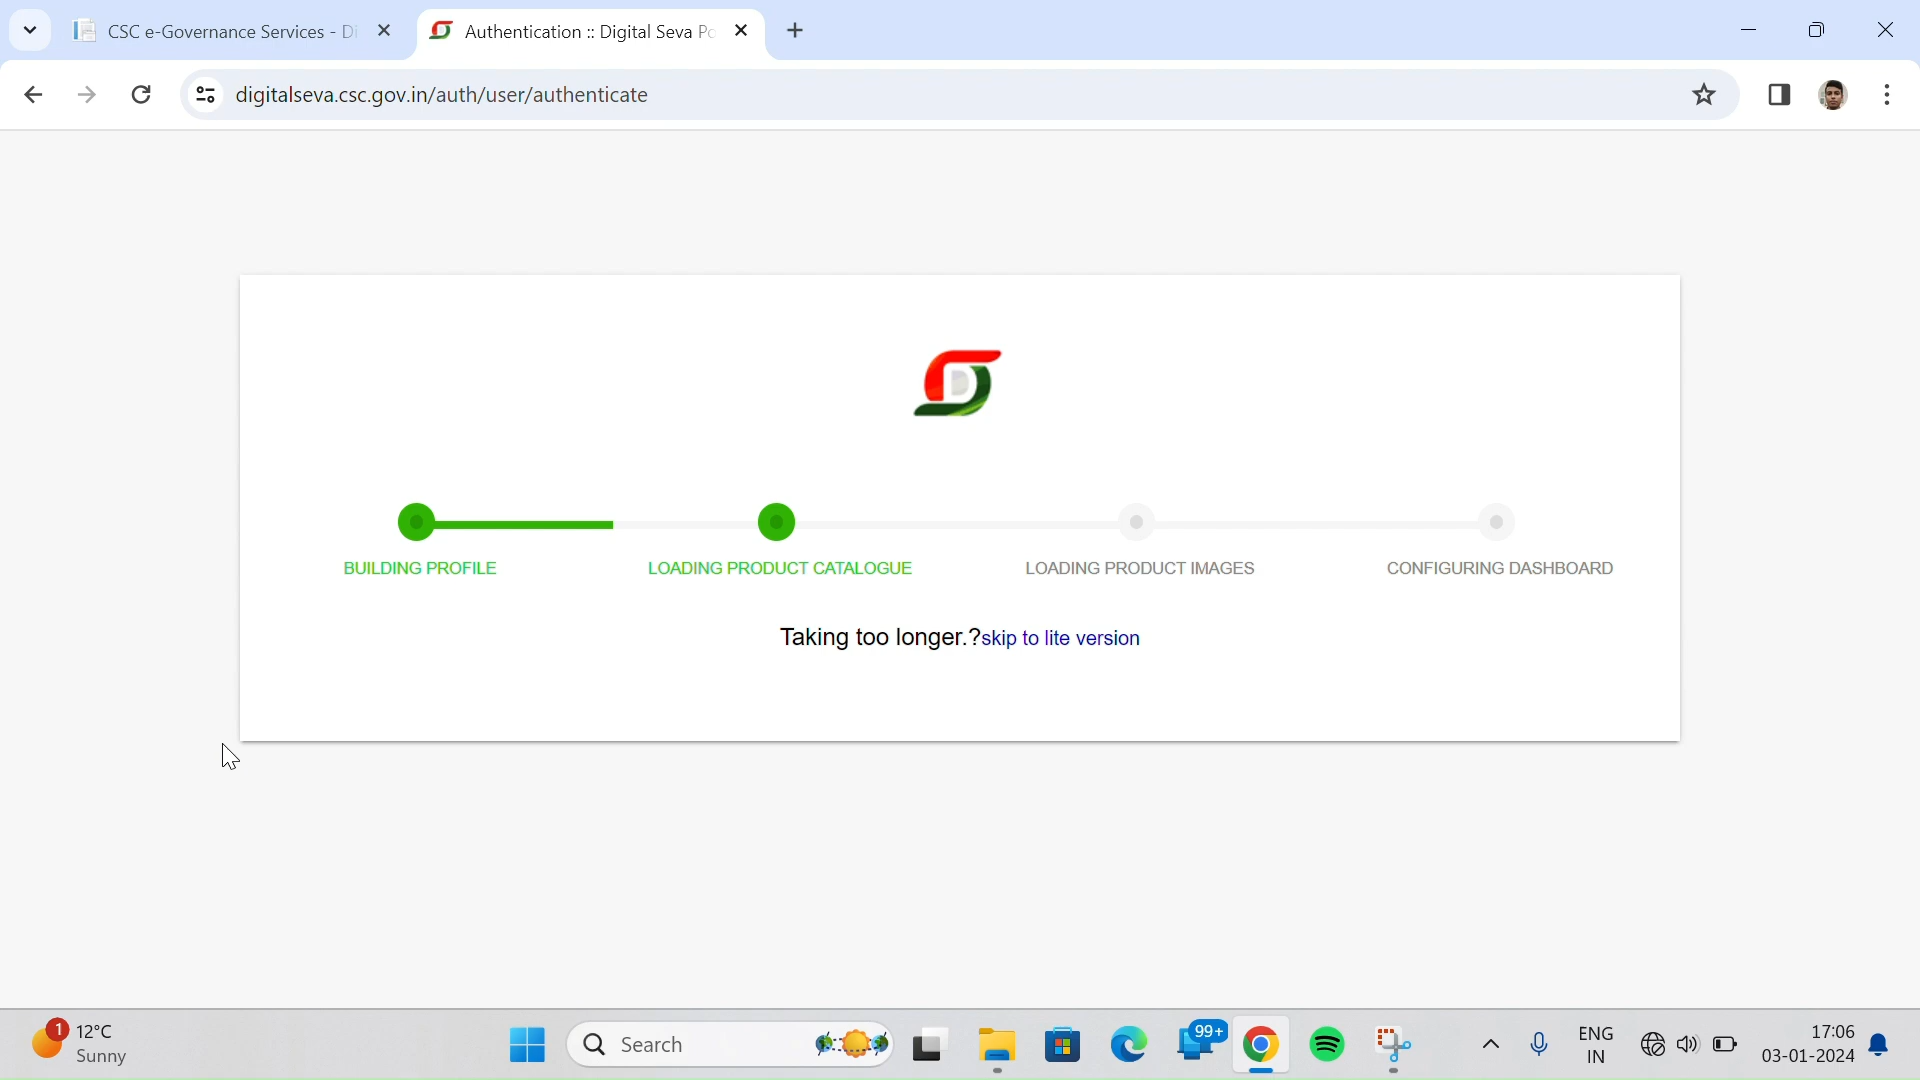 CSC e-Governance Services - Di
Authentication :: Digital Seva Po
digitalseva.csc.gov.in/auth/user/authenticate
BUILDING PROFILE
LOADING PRODUCT CATALOGUE
LOADING PRODUCT IMAGES
CONFIGURING DASHBOARD
Taking too longer.?skip to lite version
1
12°C
Sunny
Search
99+
ENG
IN
17:06
03-01-2024